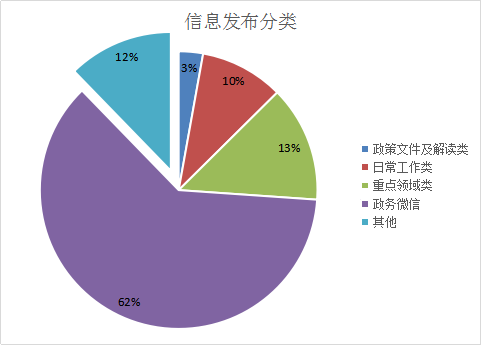 信息发布分类
12%
3%
10%
13%
62%
政策文件及解读类
日常工作类
重点领域类
政务微信
其他